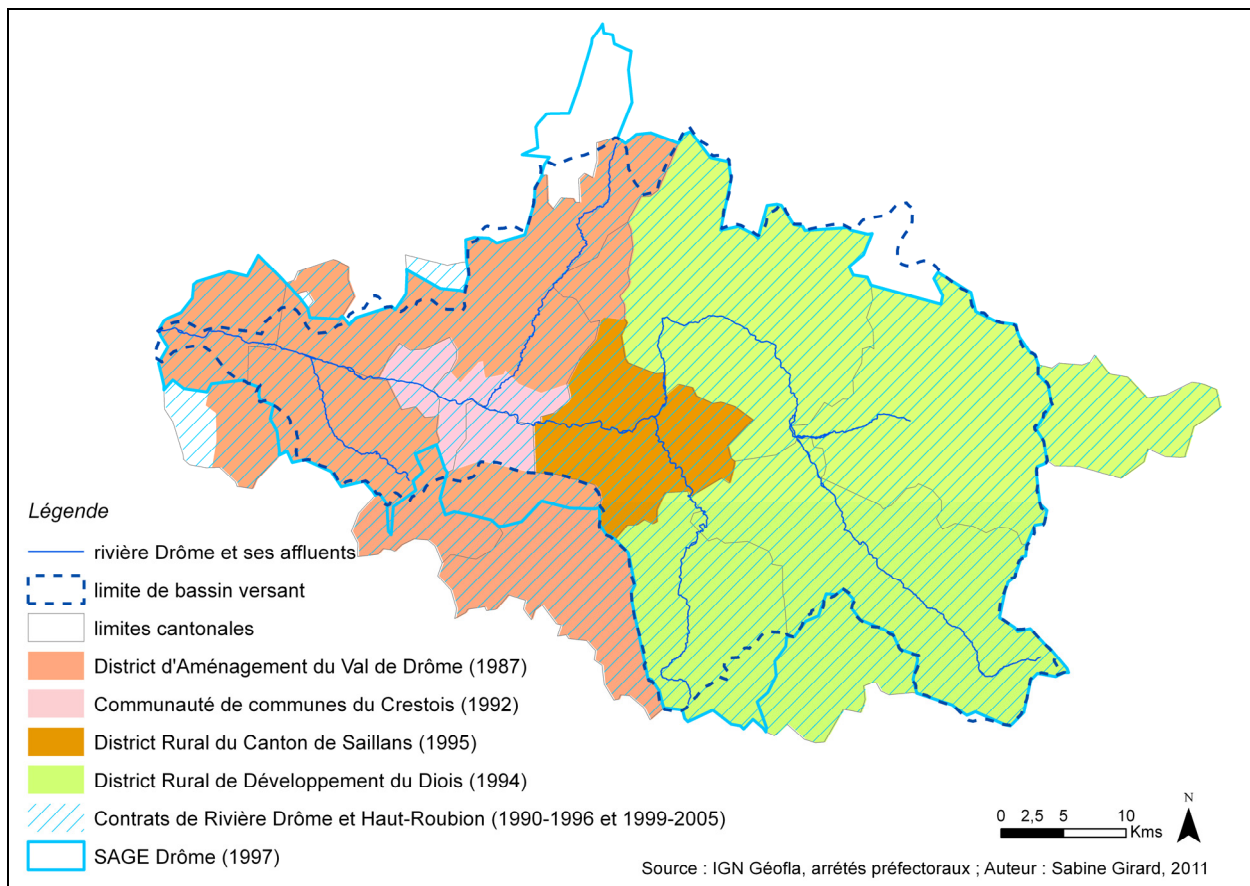 Légende
rivière Drôme et ses affluents
limite de bassin versant
limites cantonales
District d'Aménagement du Val de Drôme (1987)
Communauté de communes du Crestois (1992)
District Rural du Canton de Saillans (1995)
District Rural de Développement du Diois (1994)
Contrats de Rivière Drôme et Haut-Roubion (1990-1996 et 1999-2005)
SAGE Drôme (1997)
N
0 2,5 5 10
Kms
Source : IGN Géofla, arrétés préfectoraux ; Auteur : Sabine Girard, 2011